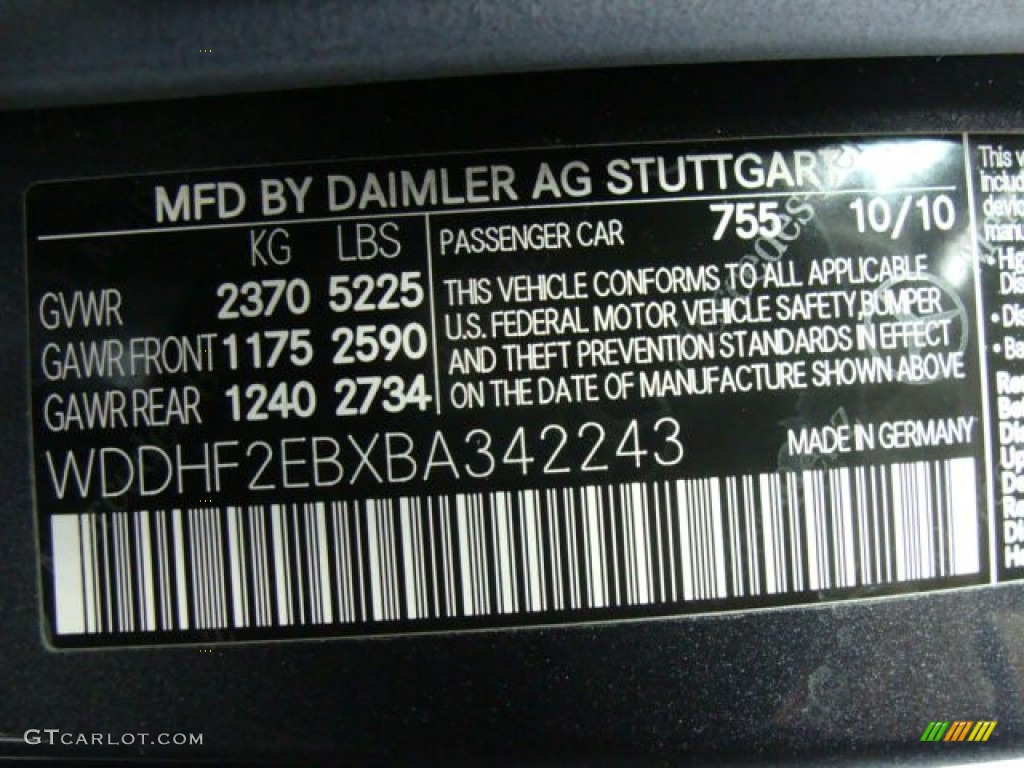 MFD BY DAIMLER AG STUTTGAR
KG LBS
GVWR 2370 5225
GAWR FRONT 1175 2590
GAWR REAR 1240 2734
PASSENGER CAR 755 10/10
THIS VEHICLE CONFORMS TO ALL APPLICABLE
U.S. FEDERAL MOTOR VEHICLE SAFETY,BUMPER
AND THEFT PREVENTION STANDARDS IN EFFECT
ON THE DATE OF MANUFACTURE SHOWN ABOVE
WDDHF2EBXBA342243
MADE IN GERMANY
This v
GTCARLOT.COM